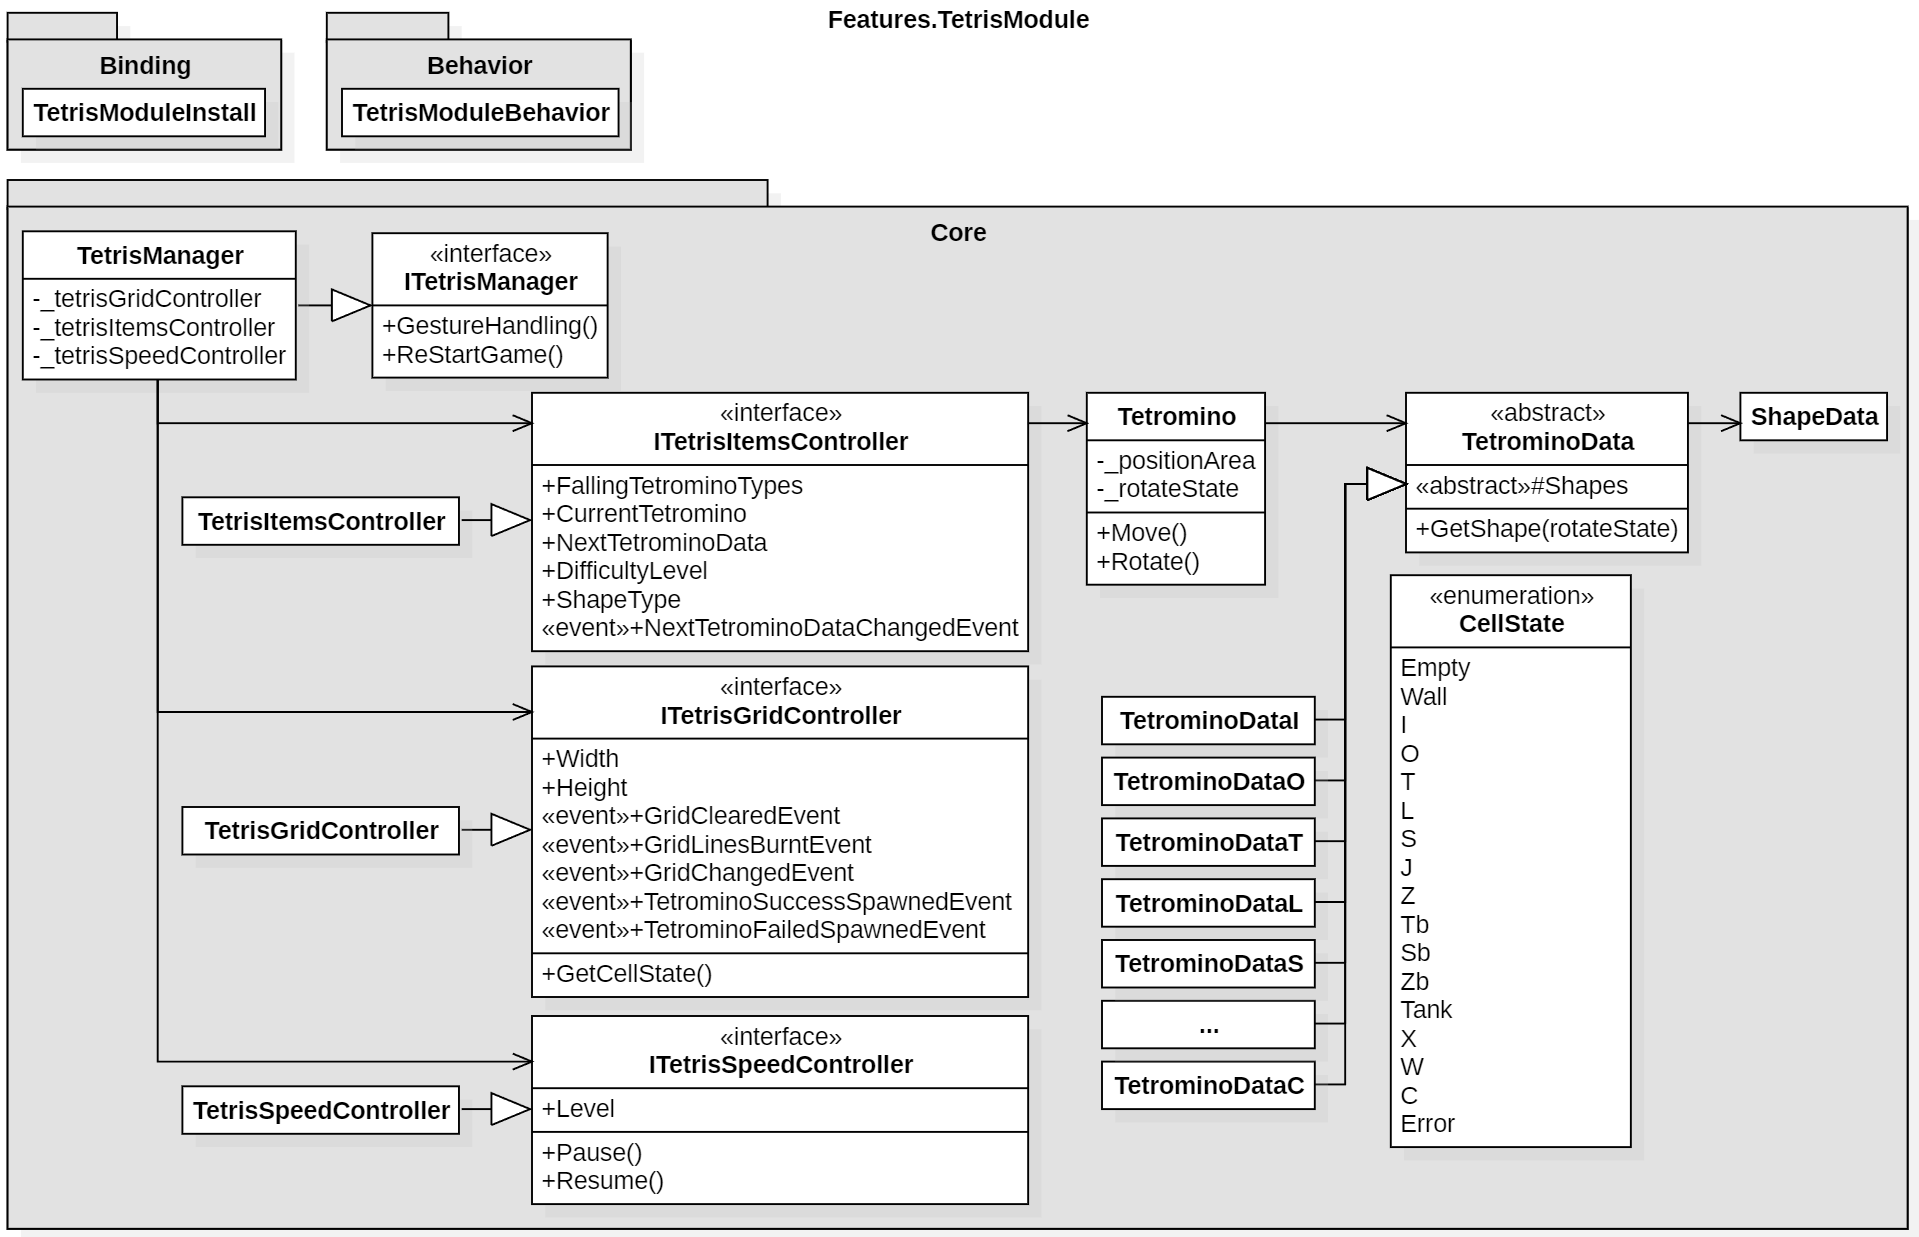 Features.TetrisModule
Binding
TetrisModuleInstall
Behavior
TetrisModuleBehavior
Core
TetrisManager
-_tetrisGridController
-_tetrisItemsController
-_tetrisSpeedController
«interface»
ITetrisManager
+GestureHandling()
+ReStartGame()
«interface»
ITetrisItemsController
+FallingTetrominoTypes
+CurrentTetromino
+NextTetrominoData
+DifficultyLevel
+ShapeType
«event»+NextTetrominoDataChangedEvent
TetrisItemsController
Tetromino
-_positionArea
-_rotateState
+Move()
+Rotate()
«abstract»
TetrominoData
«abstract»#Shapes
+GetShape(rotateState)
ShapeData
«interface»
ITetrisGridController
+Width
+Height
«event»+GridClearedEvent
«event»+GridLinesBurntEvent
«event»+GridChangedEvent
«event»+TetrominoSuccessSpawnedEvent
«event»+TetrominoFailedSpawnedEvent
+GetCellState()
TetrisGridController
«interface»
ITetrisSpeedController
+Level
+Pause()
+Resume()
TetrisSpeedController
TetrominoDataI
TetrominoDataO
TetrominoDataT
TetrominoDataL
TetrominoDataS
...
TetrominoDataC
«enumeration»
CellState
Empty
Wall
I
O
T
L
S
J
Z
Tb
Sb
Zb
Tank
X
W
C
Error